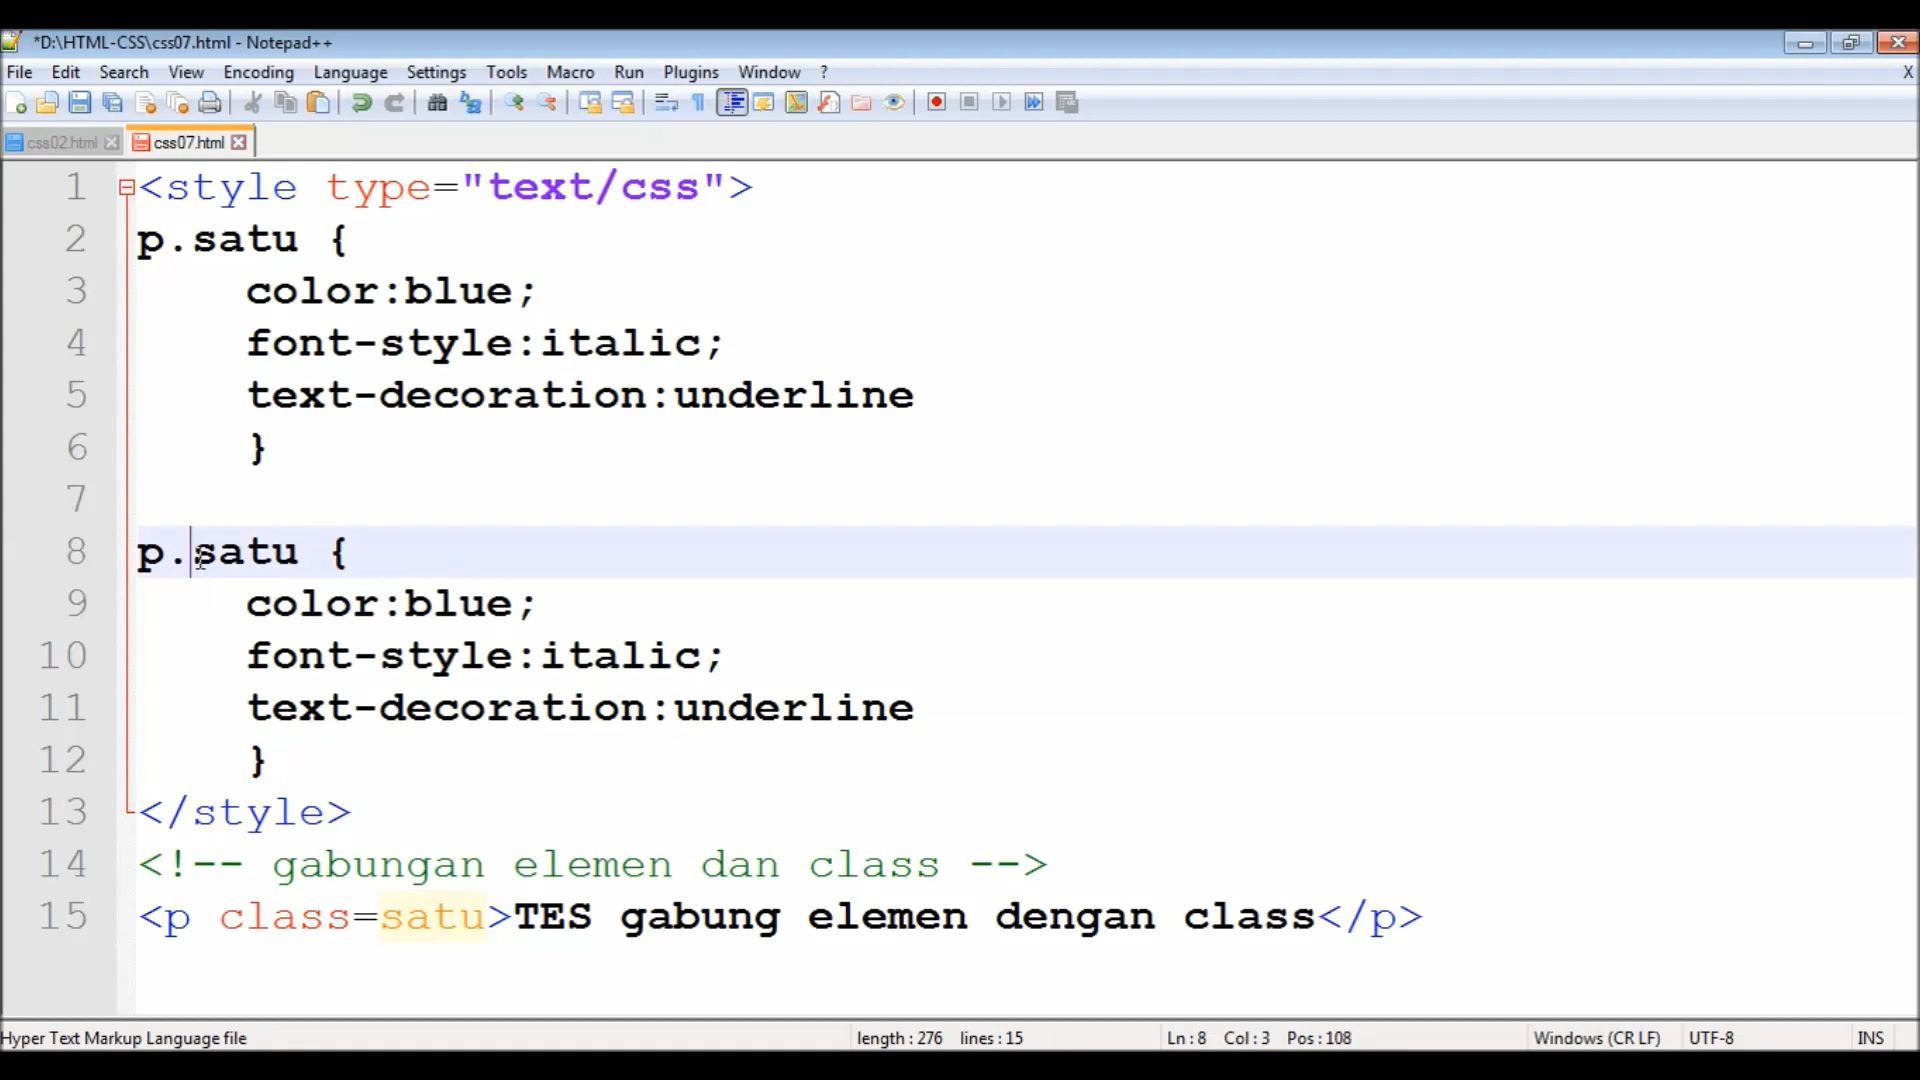 *D:\HTML-CSS\css07.html - Notepad++
File Edit Search View Encoding Language Settings Tools Macro Run Plugins Window ? X
css02.html css07.html
1 <style type="text/css">
2 p.satu {
3 color:blue;
4 font-style:italic;
5 text-decoration:underline
6 }
7
8 p.satu {
9 color:blue;
10 font-style:italic;
11 text-decoration:underline
12 }
13 </style>
14 <!-- gabungan elemen dan class -->
15 <p class=satu>TES gabung elemen dengan class</p>
Hyper Text Markup Language file length : 276 lines : 15 Ln : 8 Col : 3 Pos : 108 Windows (CR LF) UTF-8 INS